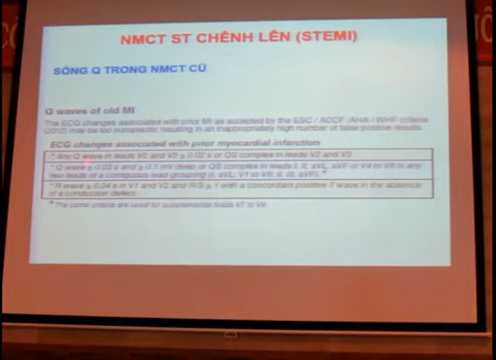 NMCT ST CHÊNH LÊN (STEMI)
SÓNG Q TRONG NMCT CŨ
Q waves of old MI
The ECG changes associated with prior MI as accepted by the ESC / ACCF /AHA / WHF criteria
(2012) may be too nonspecific resulting in an inappropriately high number of false positive results.
ECG changes associated with prior myocardial infarction
* Any Q wave in leads V2 and V3 ≥ 0.02 s or QS complex in leads V2 and V3
* Q wave ≥ 0.03 s and ≥ 0.1 mV deep or QS complex in leads I, II, aVL, aVF or V4 to V6 in any
two leads of a contiguous lead grouping (I, aVL; V1 to V6; II, III, aVF). *
* R wave ≥ 0.04 s in V1 and V2 and R/S ≥ 1 with a concordant positive T wave in the absence
of a conduction defect.
* The same criteria are used for supplemental leads V7 to V9